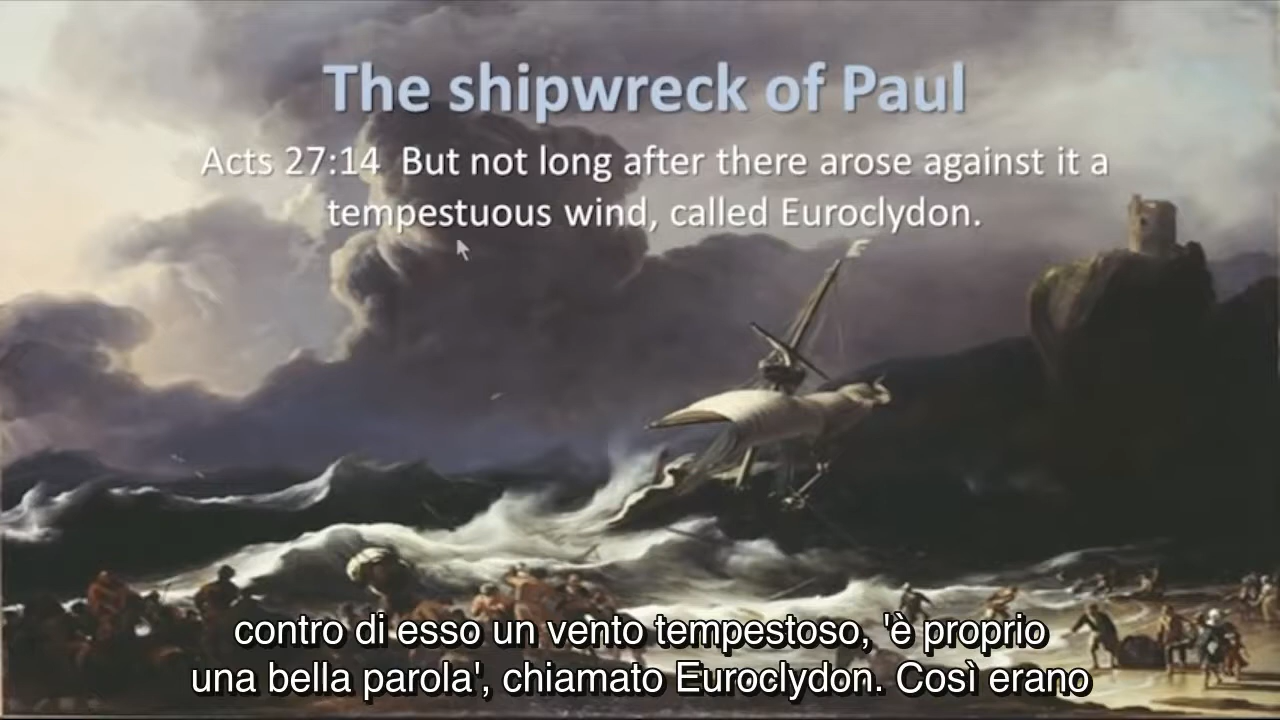 The shipwreck of Paul
Acts 27:14  But not long after there arose against it a
tempestuous wind, called Euroclydon.
contro di esso un vento tempestoso, 'è proprio
una bella parola', chiamato Euroclydon. Così erano